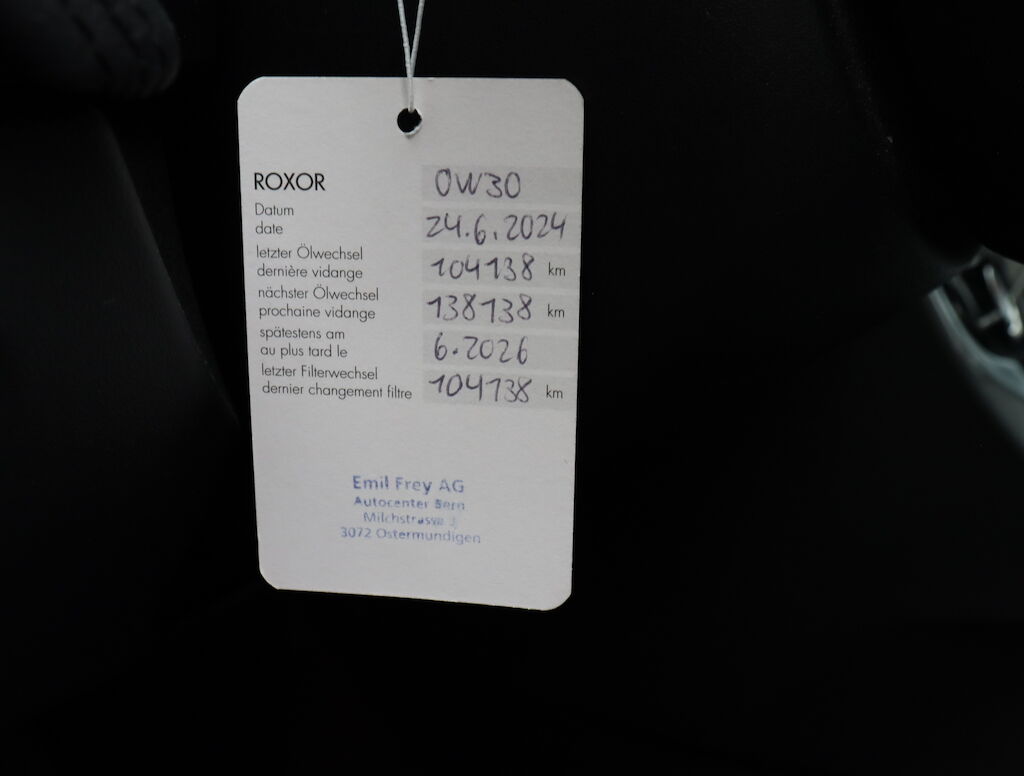 ROXOR 0W30
Datum
date 24.6.2024
letzter Ölwechsel
dernière vidange 104138 km
nächster Ölwechsel
prochaine vidange 138138 km
spätestens am
au plus tard le 6.2026
letzter Filterwechsel
dernier changement filtre 104138 km
Emil Frey AG
Autocenter Bern
3072 Ostermundigen